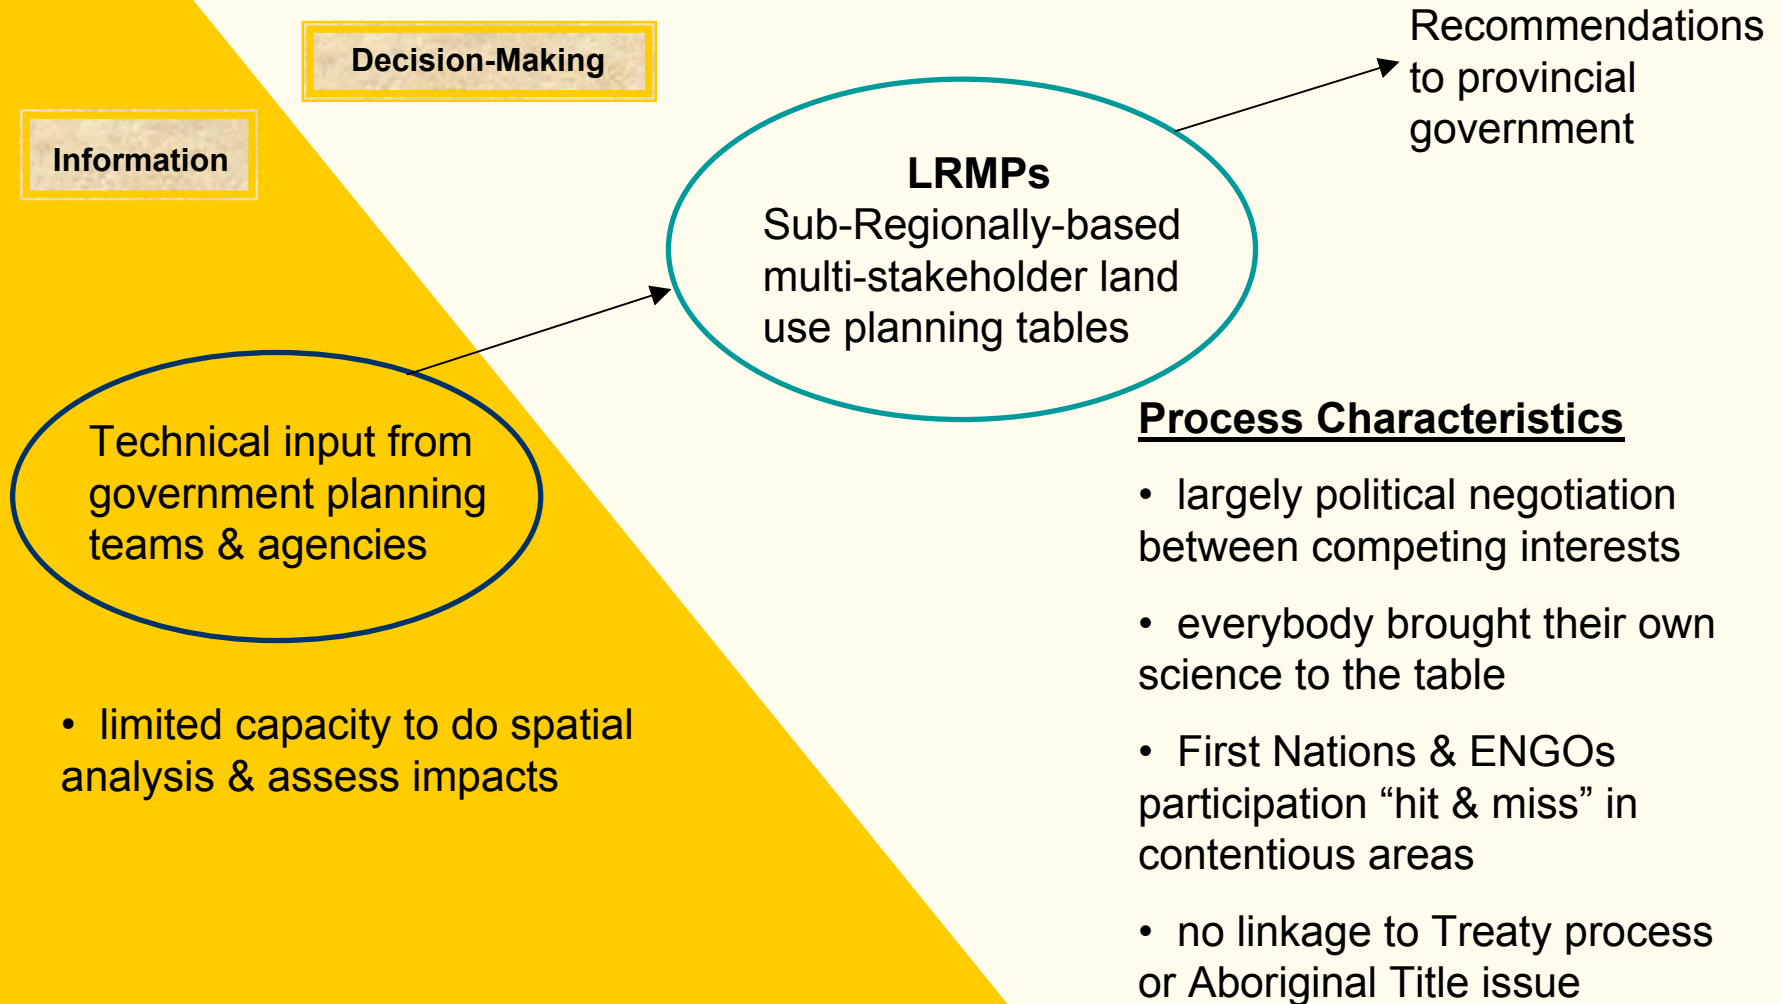 Decision-Making
Information
Recommendations
to provincial
government
LRMPs
Sub-Regionally-based
multi-stakeholder land
use planning tables
Technical input from
government planning
teams & agencies
• limited capacity to do spatial
analysis & assess impacts
Process Characteristics
• largely political negotiation
between competing interests
• everybody brought their own
science to the table
• First Nations & ENGOs
participation “hit & miss” in
contentious areas
• no linkage to Treaty process
or Aboriginal Title issue